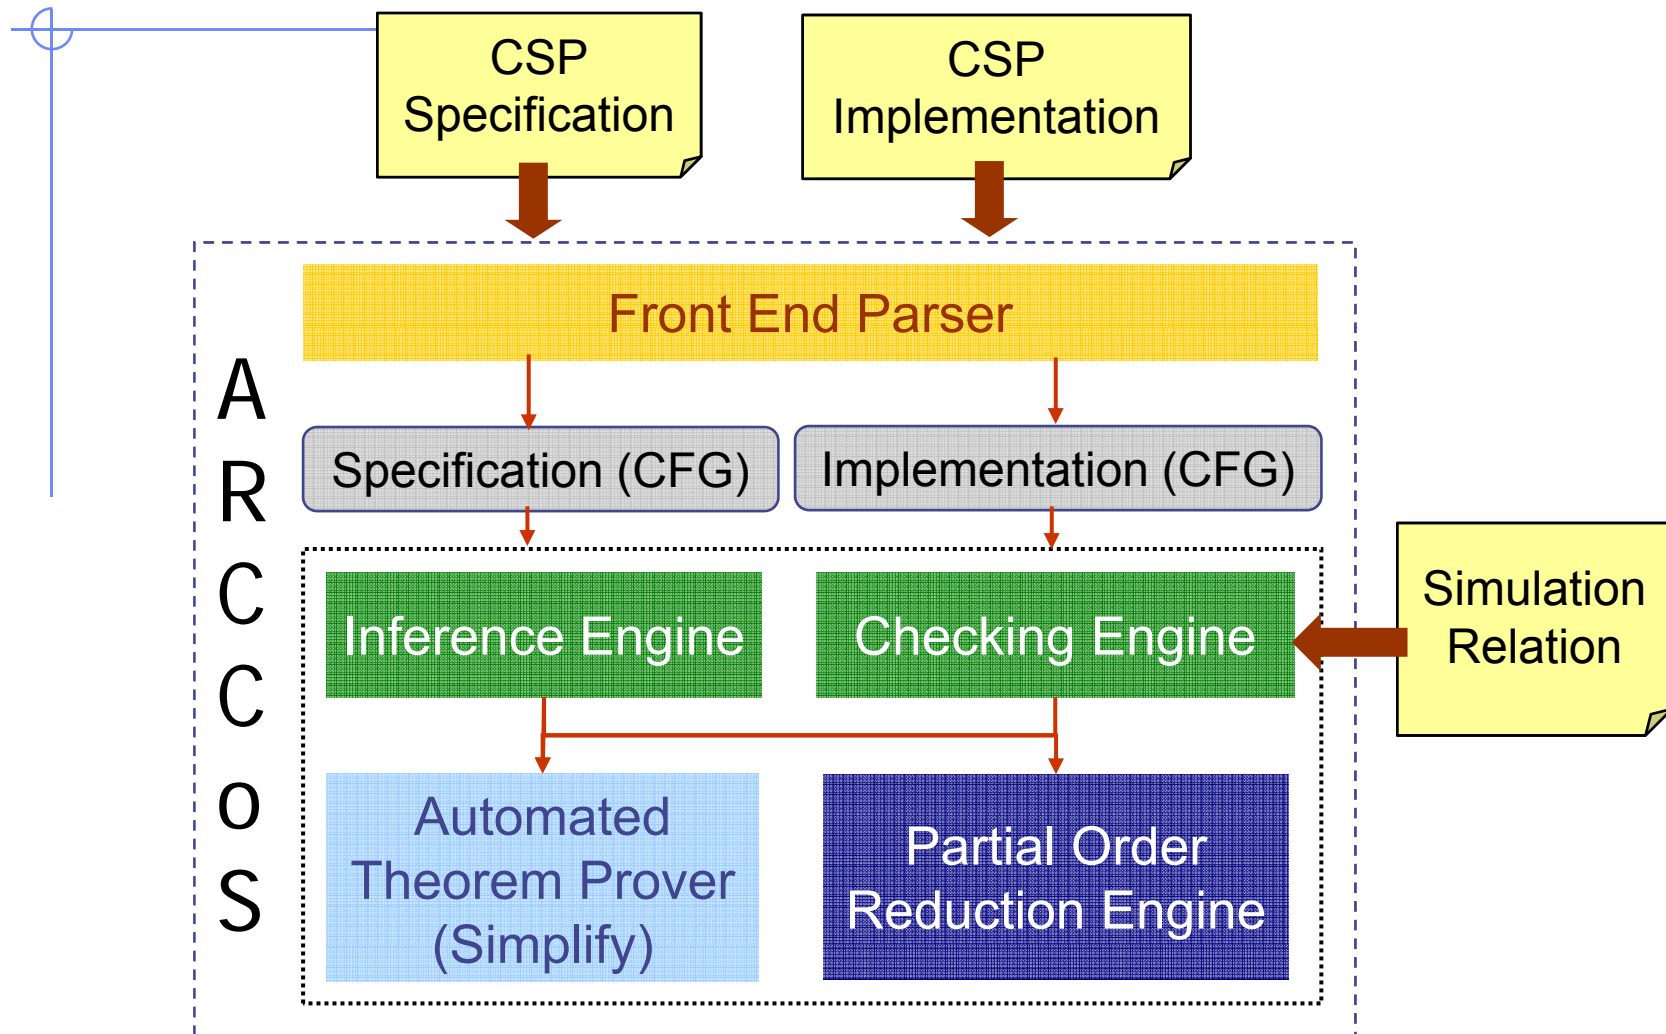 CSP
Specification
CSP
Implementation
Front End Parser
A
R
C
C
o
S
Specification (CFG)
Implementation (CFG)
Inference Engine
Checking Engine
Simulation
Relation
Automated
Theorem Prover
(Simplify)
Partial Order
Reduction Engine